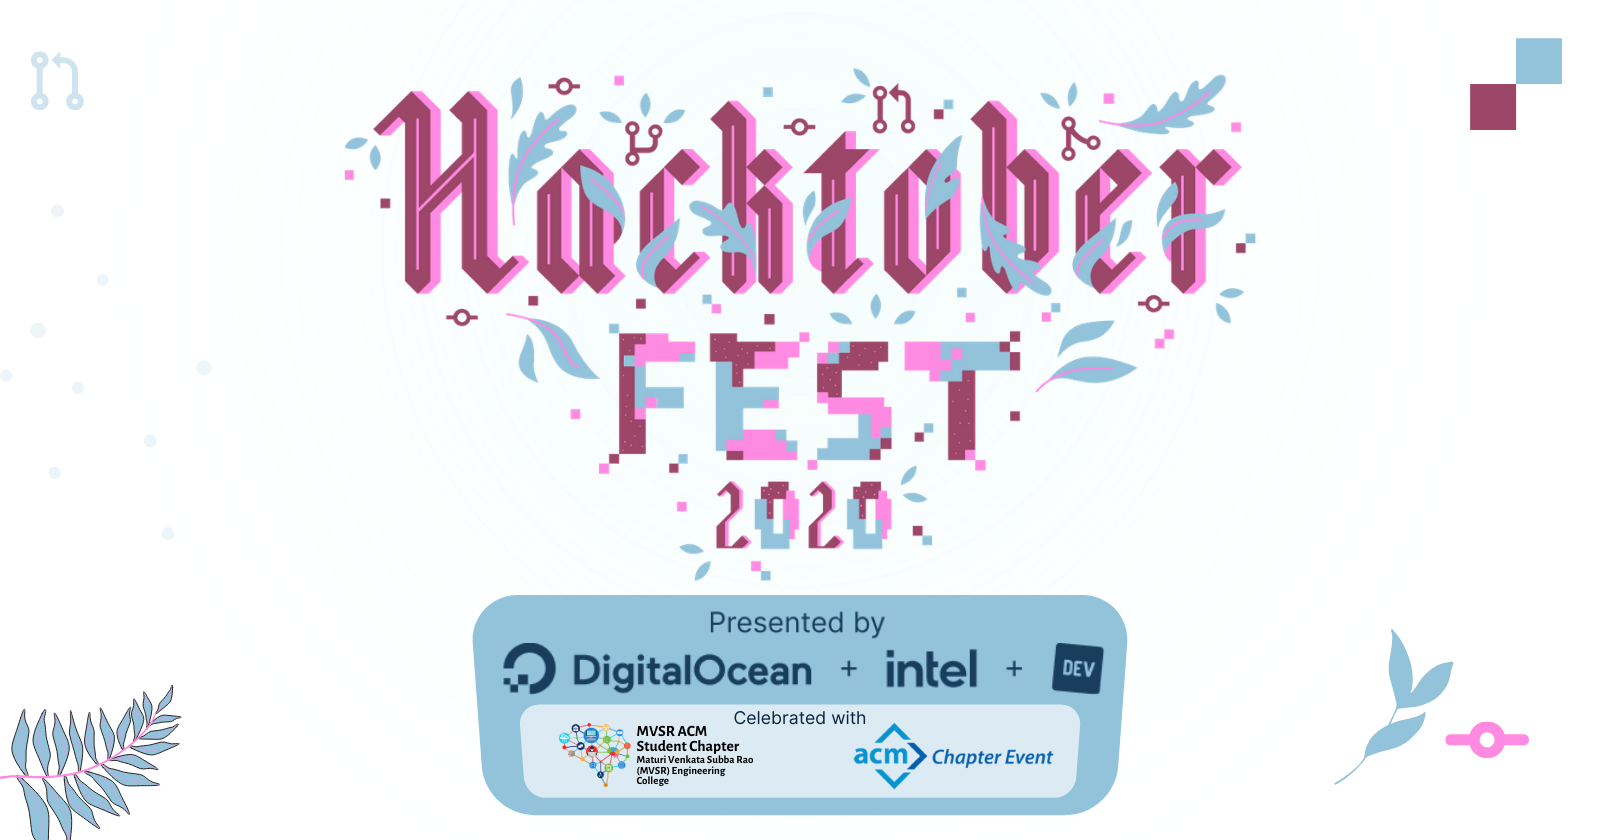 Hacktober
FEST
2020
Presented by
DigitalOcean + intel + DEV
Celebrated with
MVSR ACM
Student Chapter
Maturi Venkata Subba Rao
(MVSR) Engineering
College
acm Chapter Event